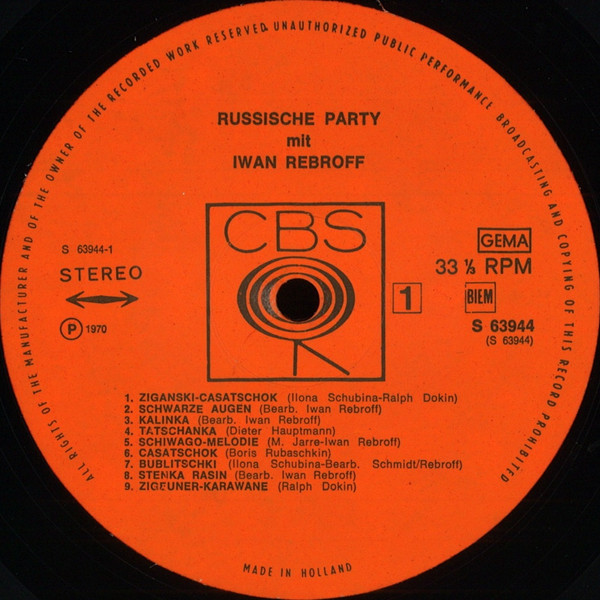 ALL RIGHTS OF THE MANUFACTURER AND OF THE OWNER OF THE RECORDED WORK RESERVED. UNAUTHORIZED PUBLIC PERFORMANCE BROADCASTING AND COPYING OF THIS RECORD PROHIBITED
RUSSISCHE PARTY
mit
IWAN REBROFF
CBS
S 63944-1
STEREO
P 1970
GEMA
33 ⅓ RPM
1
BIEM
S 63944
(S 63944)
1. ZIGANSKI-CASATSCHOK (Ilona Schubina-Ralph Dokin)
2. SCHWARZE AUGEN (Bearb. Iwan Rebroff)
3. KALINKA (Bearb. Iwan Rebroff)
4. TATSCHANKA (Dieter Hauptmann)
5. SCHIWAGO-MELODIE (M. Jarre-Iwan Rebroff)
6. CASATSCHOK (Boris Rubaschkin)
7. BUBLITSCHKI (Ilona Schubina-Bearb. Schmidt/Rebroff)
8. STENKA RASIN (Bearb. Iwan Rebroff)
9. ZIGEUNER-KARAWANE (Ralph Dokin)
MADE IN HOLLAND